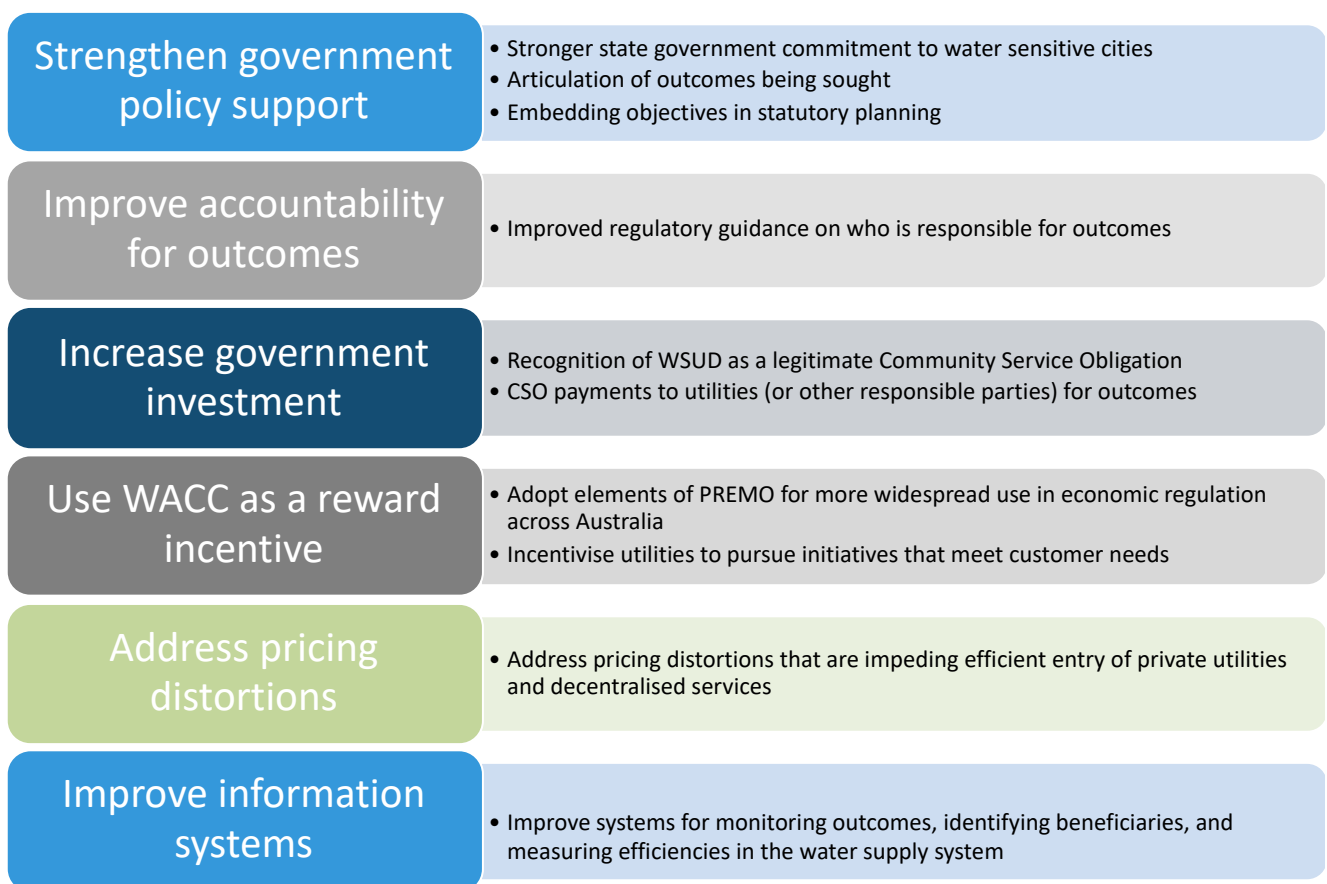 Strengthen government
policy support
• Stronger state government commitment to water sensitive cities
• Articulation of outcomes being sought
• Embedding objectives in statutory planning
Improve accountability
for outcomes
• Improved regulatory guidance on who is responsible for outcomes
Increase government
investment
• Recognition of WSUD as a legitimate Community Service Obligation
• CSO payments to utilities (or other responsible parties) for outcomes
Use WACC as a reward
incentive
• Adopt elements of PREMO for more widespread use in economic regulation
across Australia
• Incentivise utilities to pursue initiatives that meet customer needs
Address pricing
distortions
• Address pricing distortions that are impeding efficient entry of private utilities
and decentralised services
Improve information
systems
• Improve systems for monitoring outcomes, identifying beneficiaries, and
measuring efficiencies in the water supply system